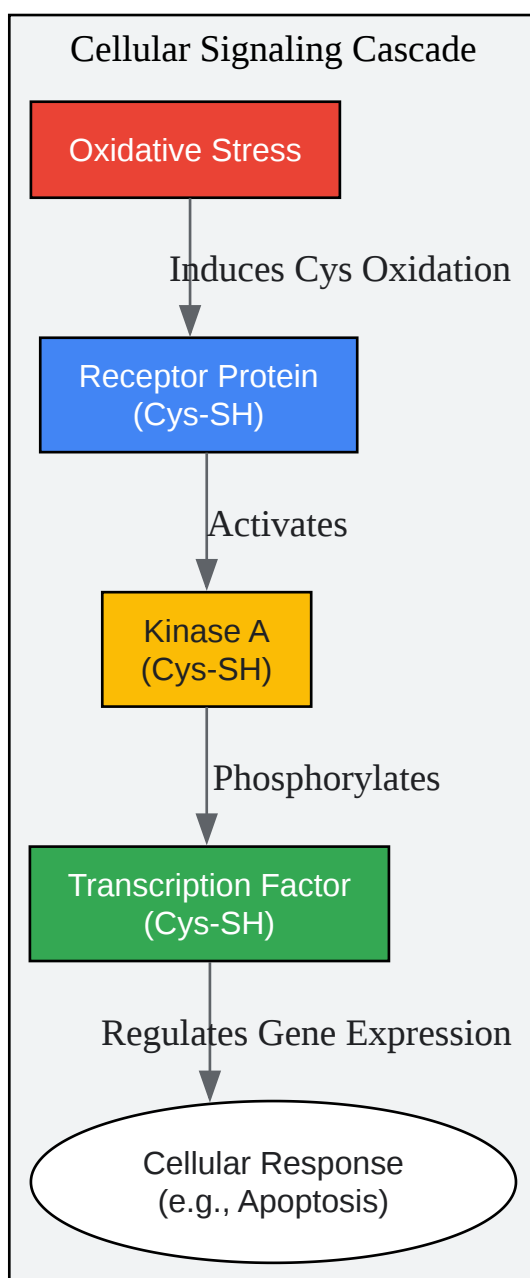 Cellular Signaling Cascade
Oxidative Stress
Induces Cys Oxidation
Receptor Protein
(Cys-SH)
Activates
Kinase A
(Cys-SH)
Phosphorylates
Transcription Factor
(Cys-SH)
Regulates Gene Expression
Cellular Response
(e.g., Apoptosis)